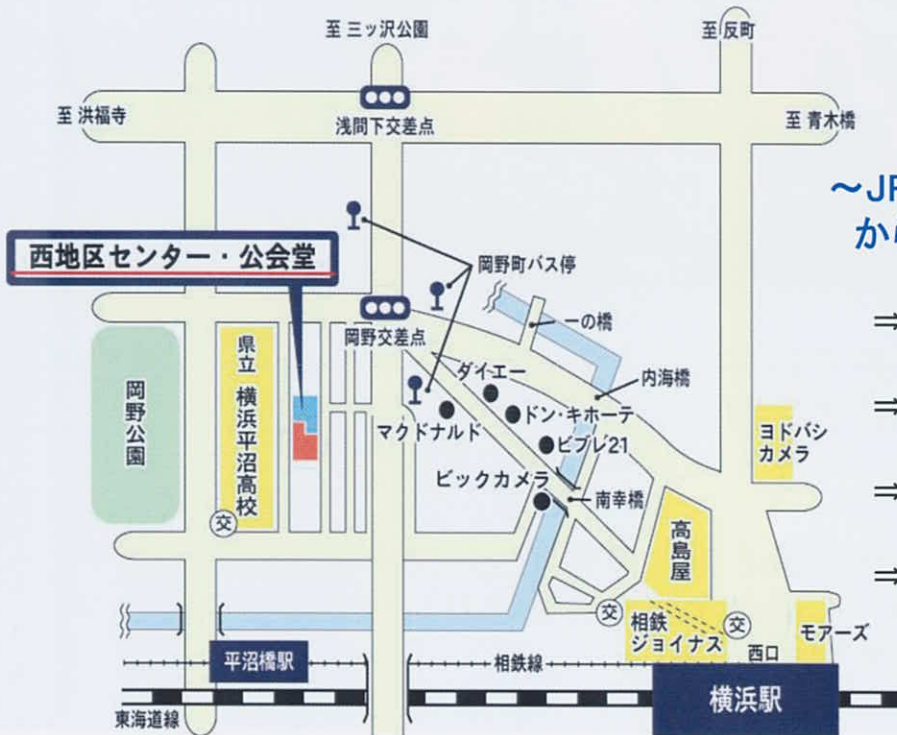 至 三ッ沢公園
至 反町
至 洪福寺
浅間下交差点
至 青木橋
～JR
から
西地区センター・公会堂
岡野町バス停
一の橋
岡野交差点
内海橋
ダイエー
ドン・キホーテ
マクドナルド
ビブレ21
ビックカメラ
南幸橋
岡野公園
県立 横浜平沼高校
交
ヨドバシ
カメラ
高島屋
⇒
⇒
⇒
⇒
交
相鉄
ジョイナス
交
西口
モアーズ
平沼橋駅
相鉄線
横浜駅
東海道線